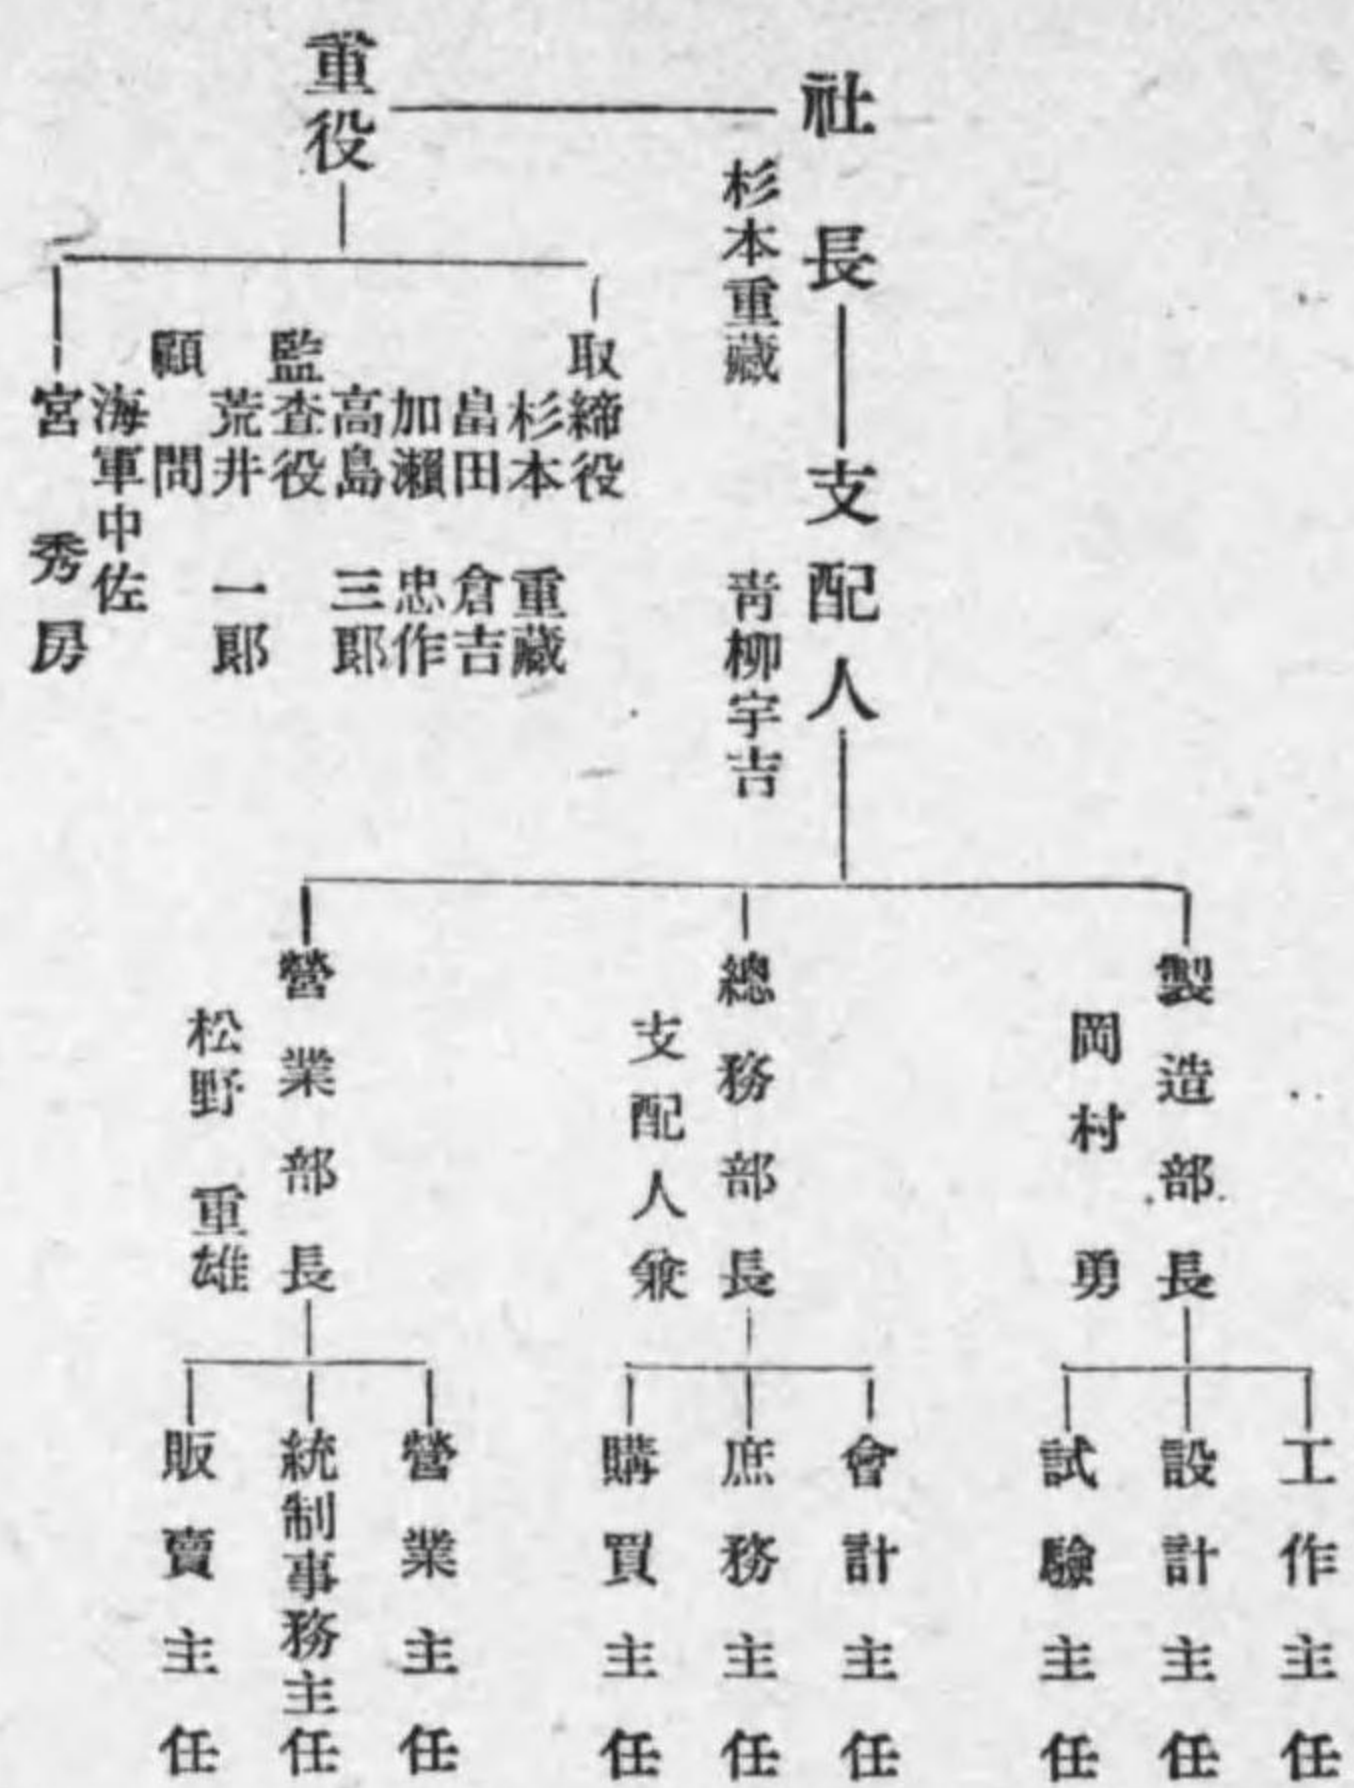 社長
杉本重藏
支配人
靑柳宇吉
重役
取締役
杉本 重藏
畠田 倉吉
加瀨 忠作
高島 三郎
監査役
荒井 一郎
顧問
海軍中佐
宮 秀房
製造部長
岡村 勇
工作主任
設計主任
試驗主任
總務部長
支配人兼
會計主任
庶務主任
購買主任
營業部長
松野 重雄
營業主任
統制事務主任
販賣主任